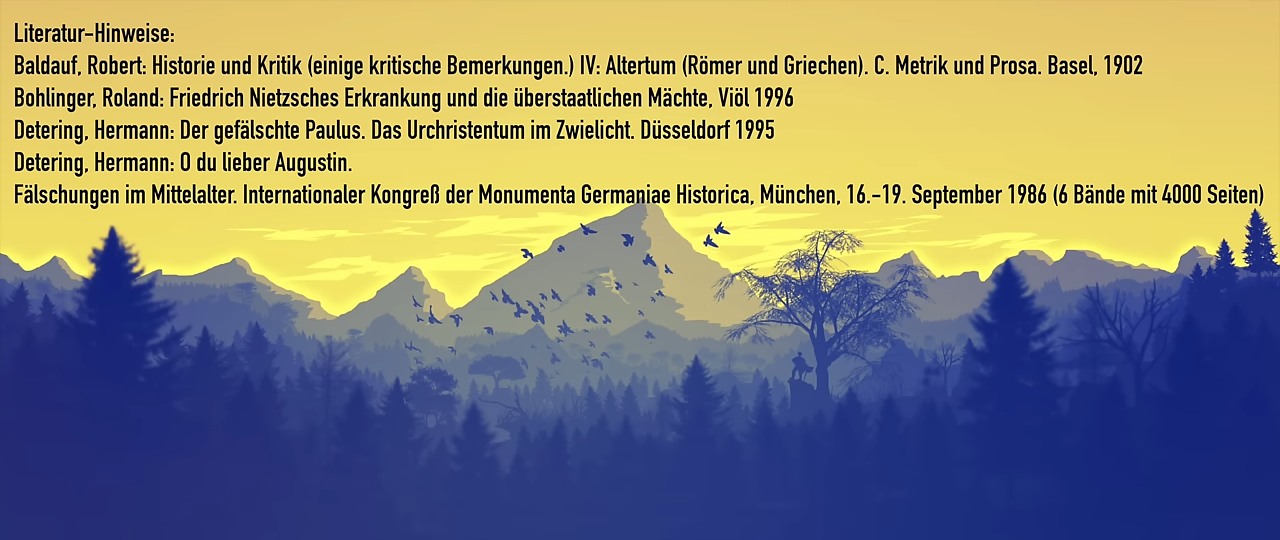 Literatur-Hinweise:
Baldauf, Robert: Historie und Kritik (einige kritische Bemerkungen.) IV: Altertum (Römer und Griechen). C. Metrik und Prosa. Basel, 1902
Bohlinger, Roland: Friedrich Nietzsches Erkrankung und die überstaatlichen Mächte, Viöl 1996
Detering, Hermann: Der gefälschte Paulus. Das Urchristentum im Zwielicht. Düsseldorf 1995
Detering, Hermann: O du lieber Augustin.
Fälschungen im Mittelalter. Internationaler Kongreß der Monumenta Germaniae Historica, München, 16.-19. September 1986 (6 Bände mit 4000 Seiten)